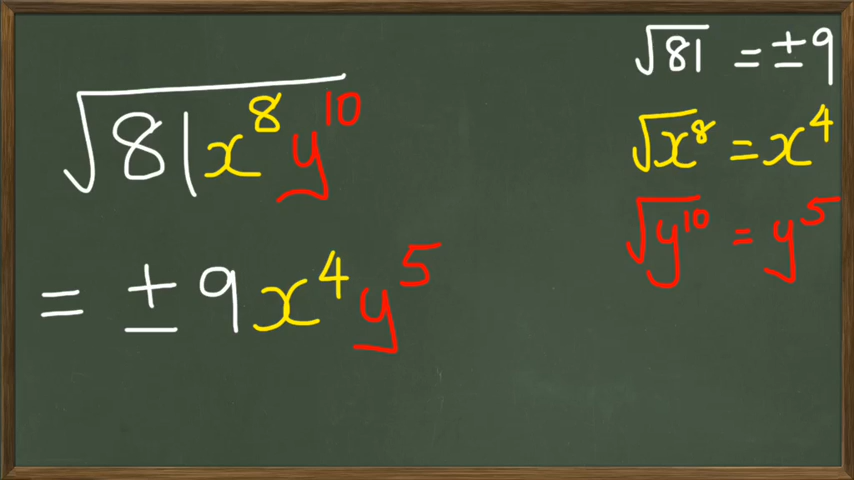 √81x⁸y¹⁰
= ±9x⁴y⁵
√81 = ±9
√x⁸ = x⁴
√y¹⁰ = y⁵